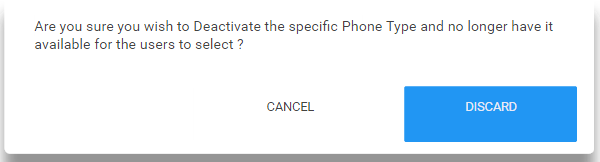 Are you sure you wish to Deactivate the specific Phone Type and no longer have it
available for the users to select ?
CANCEL DISCARD